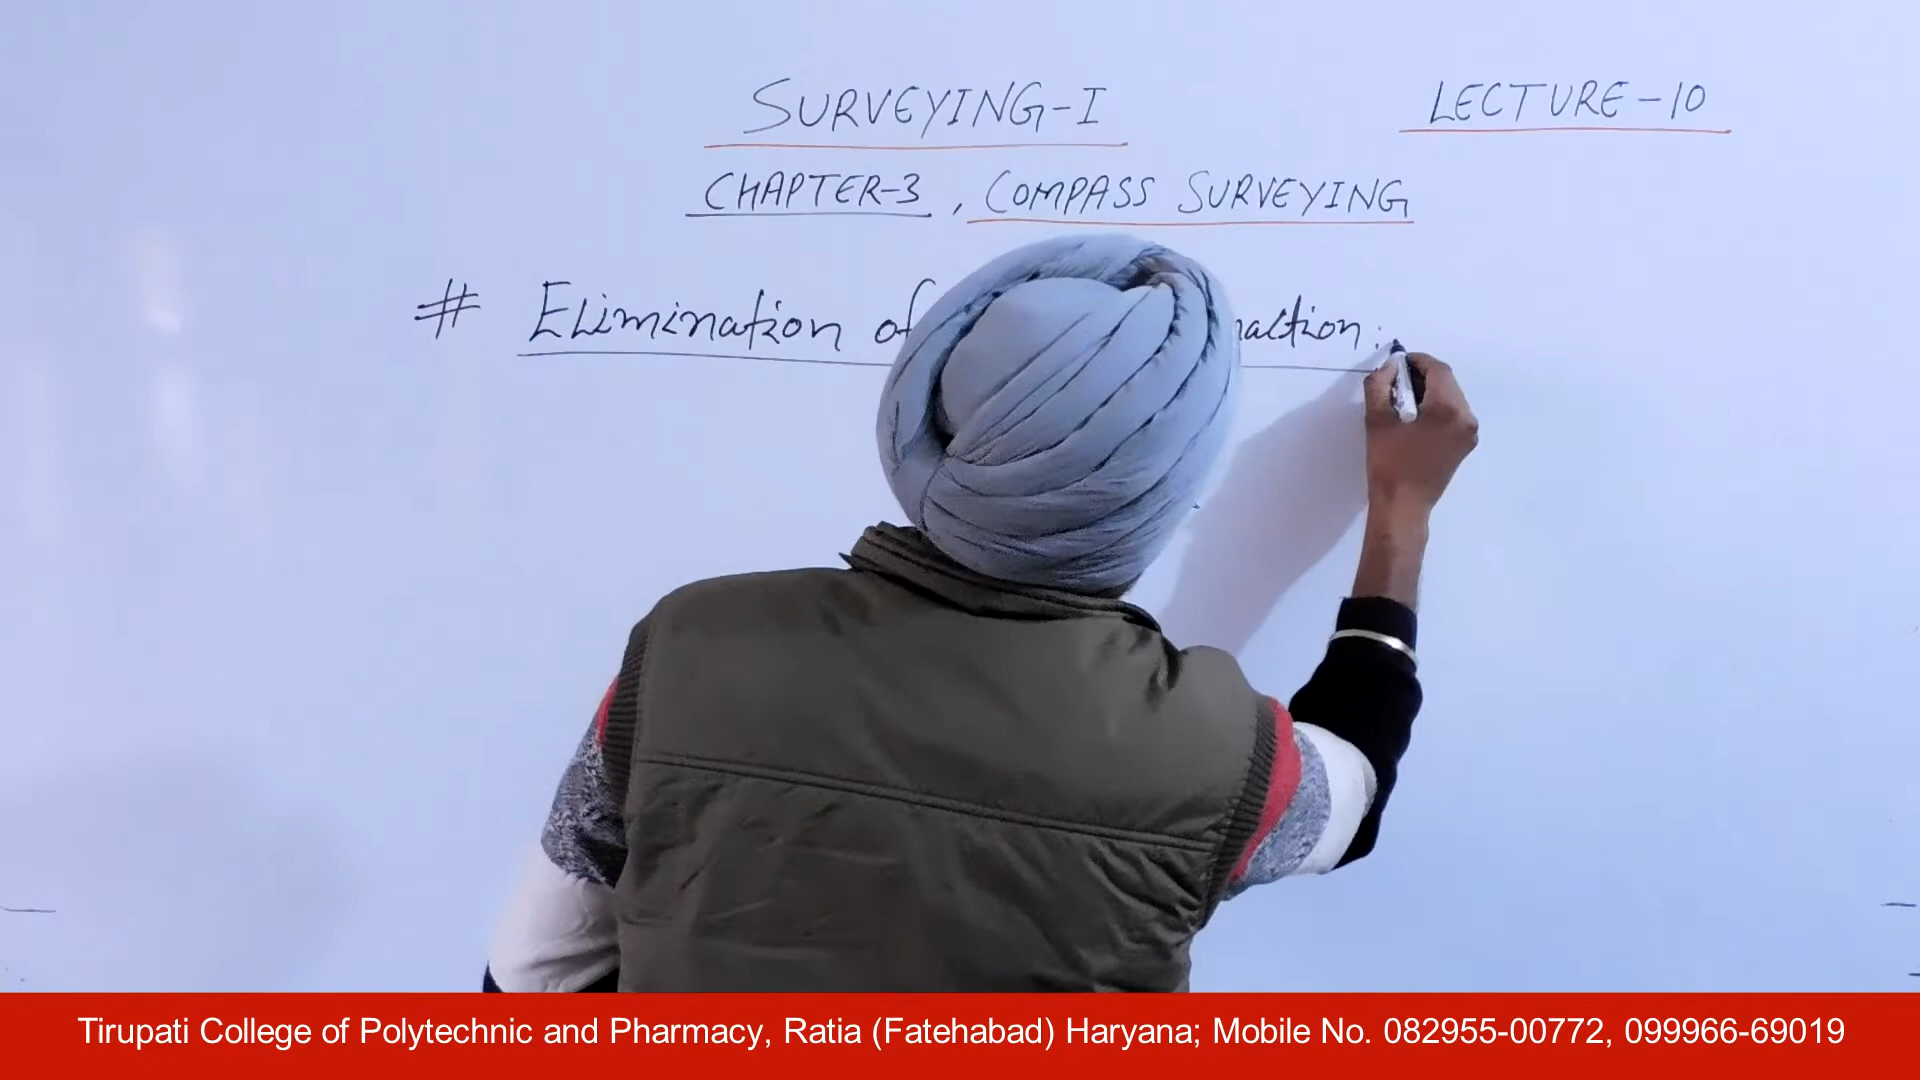 SURVEYING-I
LECTURE-10
CHAPTER-3, COMPASS SURVEYING
# Elimination of
Tirupati College of Polytechnic and Pharmacy, Ratia (Fatehabad) Haryana; Mobile No. 082955-00772, 099966-69019